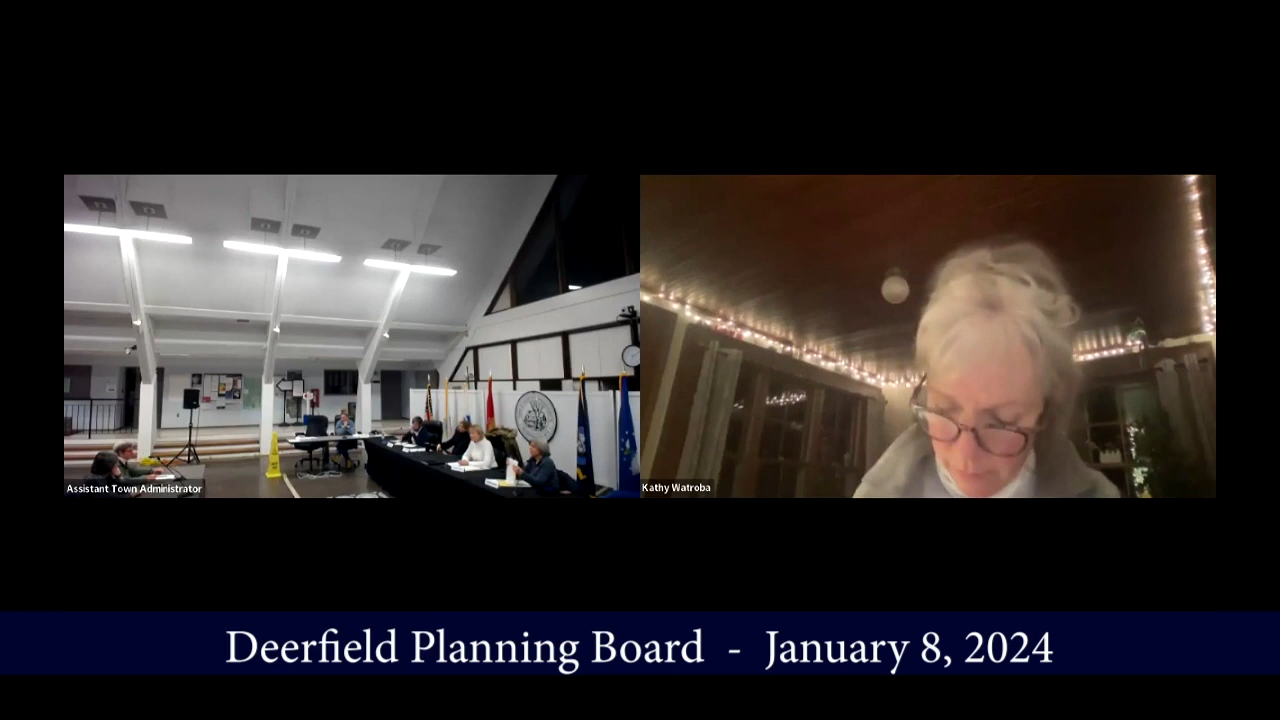 Assistant Town Administrator
Kathy Watroba
Deerfield Planning Board - January 8, 2024